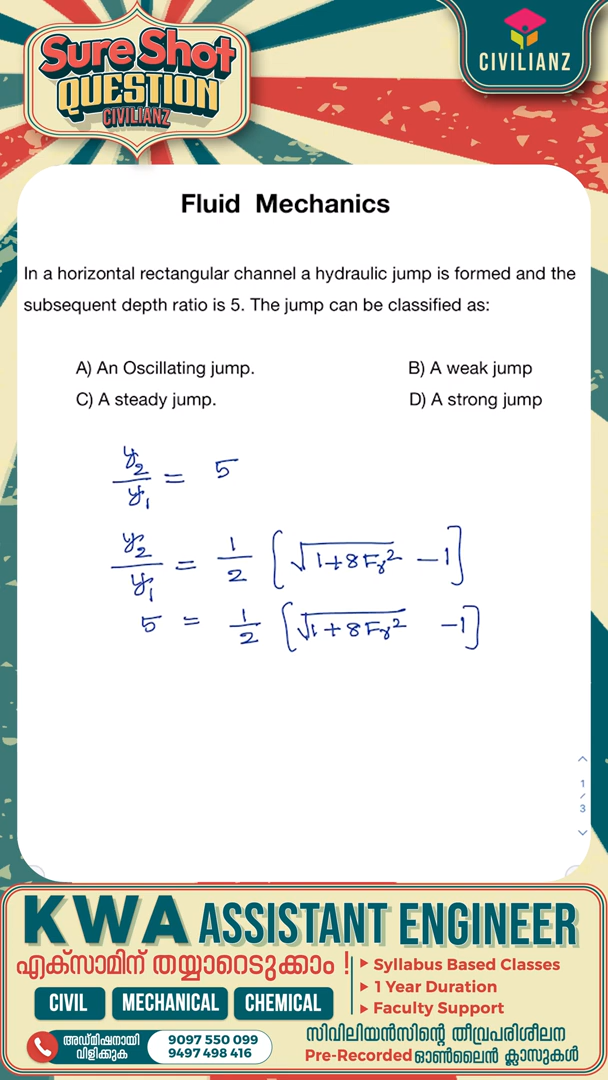 Sure Shot
QUESTION
CIVILIANZ
CIVILIANZ
Fluid Mechanics
In a horizontal rectangular channel a hydraulic jump is formed and the
subsequent depth ratio is 5. The jump can be classified as:
A) An Oscillating jump. B) A weak jump
C) A steady jump. D) A strong jump
y₂/y₁ = 5
y₂/y₁ = 1/2 [√(1+8Fr²) −1]
5 = 1/2 [√(1+8Fr²) −1]
1
/
3
KWA ASSISTANT ENGINEER
എക്സാമിന് തയ്യാറെടുക്കാം !
CIVIL MECHANICAL CHEMICAL
Syllabus Based Classes
1 Year Duration
Faculty Support
അഡ്മിഷനായി
വിളിക്കുക
9097 550 099
9497 498 416
സിവിലിയൻസിന്റെ തീവ്രപരിശീലന
Pre-Recorded ഓൺലൈൻ ക്ലാസുകൾ